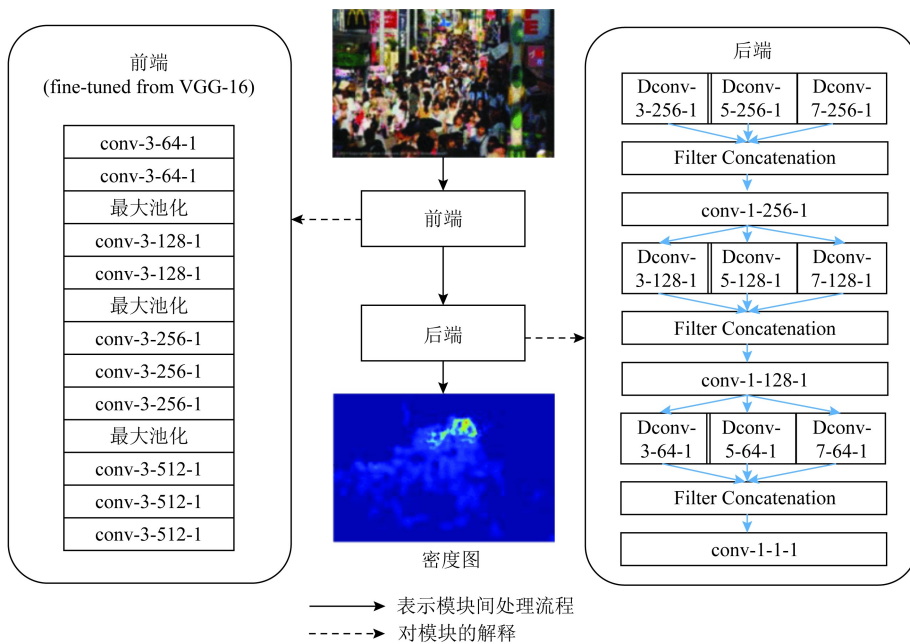 前端
(fine-tuned from VGG-16)
conv-3-64-1
conv-3-64-1
最大池化
conv-3-128-1
conv-3-128-1
最大池化
conv-3-256-1
conv-3-256-1
conv-3-256-1
最大池化
conv-3-512-1
conv-3-512-1
conv-3-512-1
前端
后端
密度图
后端
Dconv-
3-256-1
Dconv-
5-256-1
Dconv-
7-256-1
Filter Concatenation
conv-1-256-1
Dconv-
3-128-1
Dconv-
5-128-1
Dconv-
7-128-1
Filter Concatenation
conv-1-128-1
Dconv-
3-64-1
Dconv-
5-64-1
Dconv-
7-64-1
Filter Concatenation
conv-1-1-1
表示模块间处理流程
对模块的解释